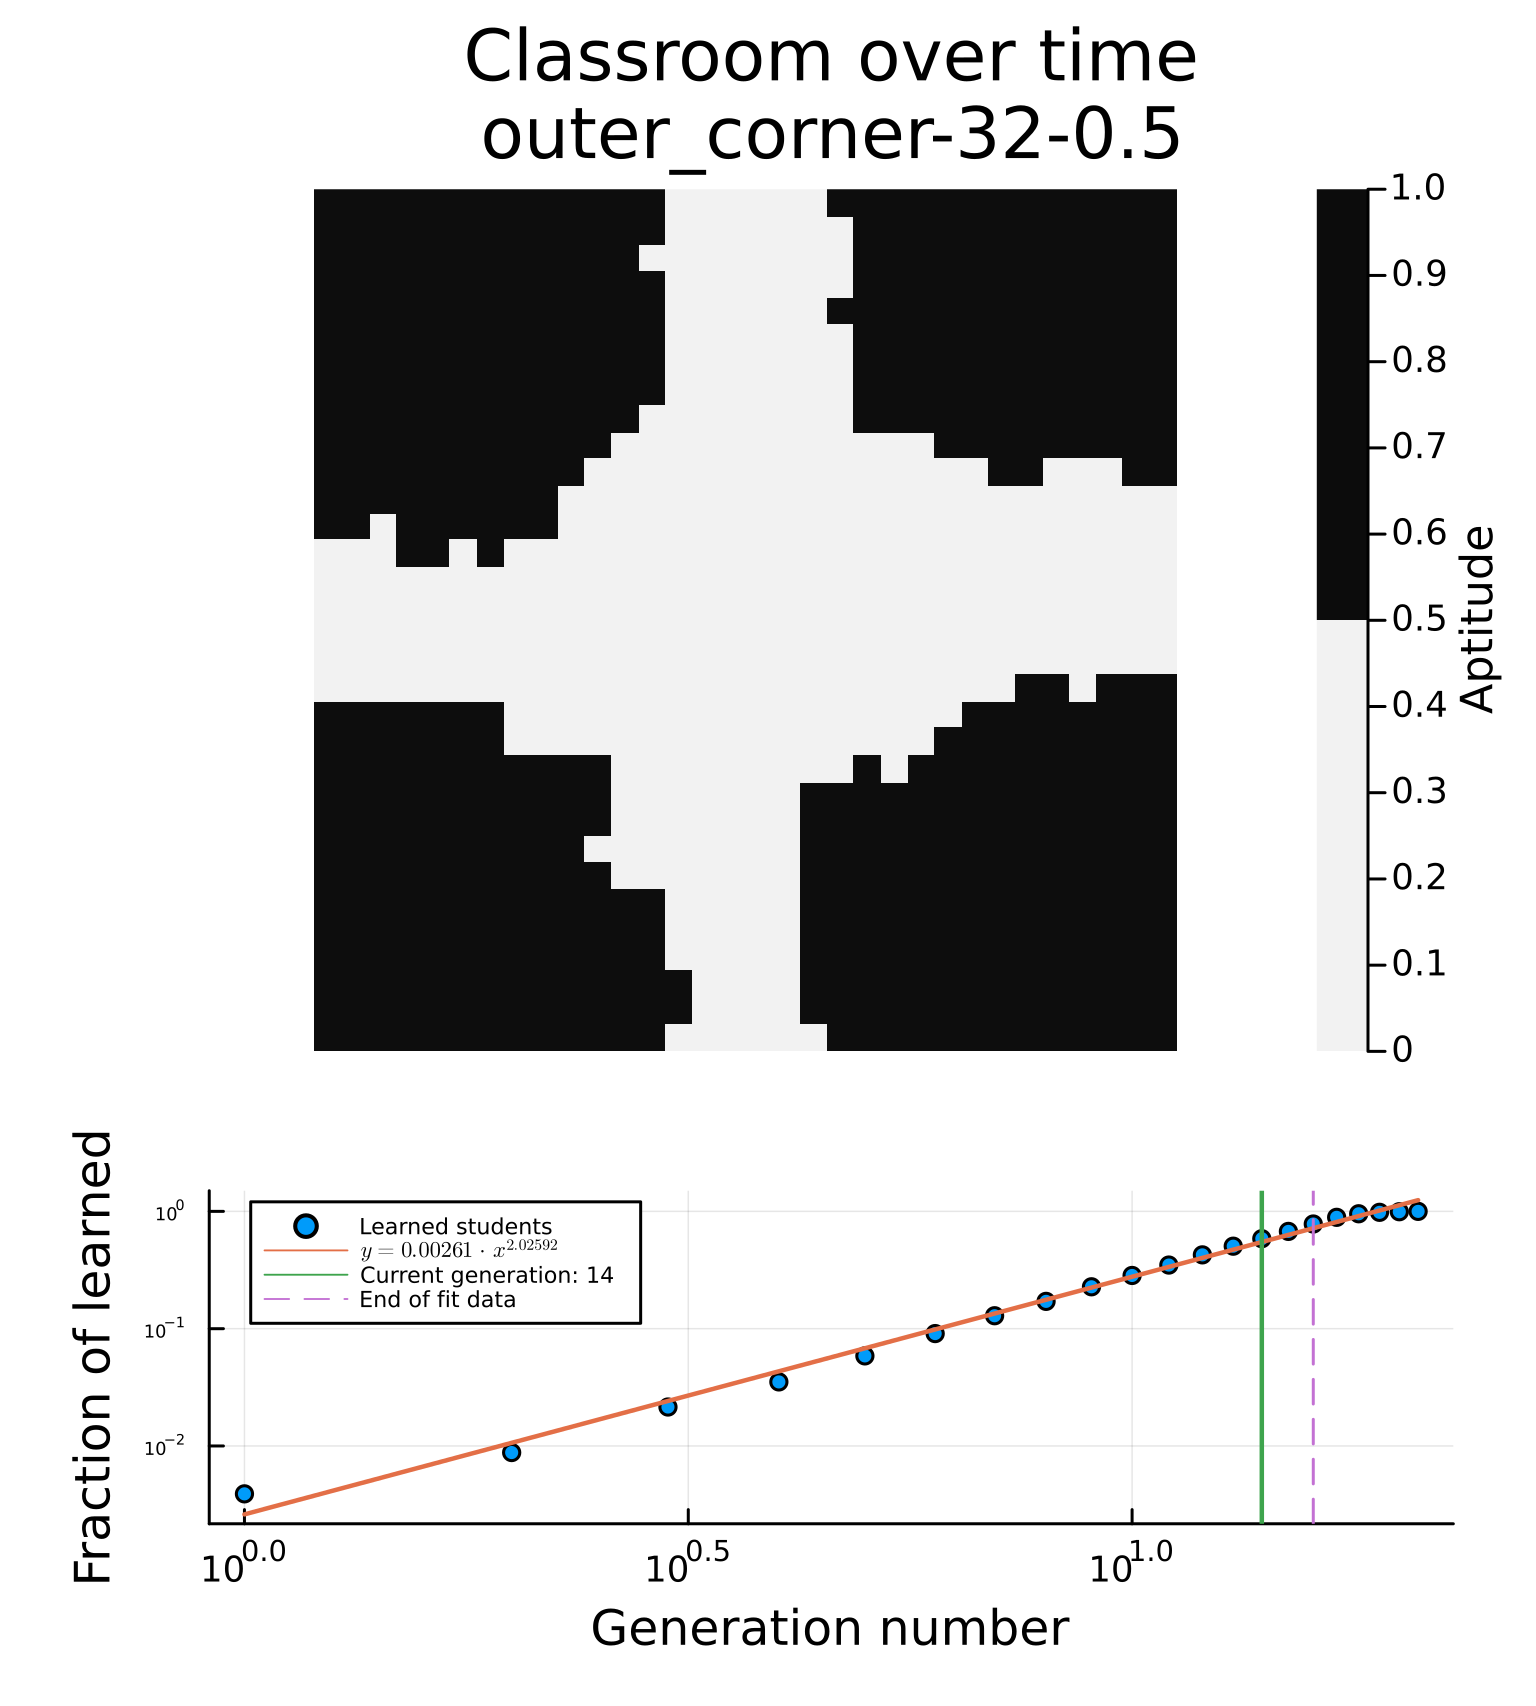 Classroom over time
outer_corner-32-0.5
1.0
0.9
0.8
0.7
0.6
0.5
0.4
0.3
0.2
0.1
0
Aptitude
Fraction of learned
10^0
10^−1
10^−2
Learned students
y = 0.00261 · x^2.02592
Current generation: 14
End of fit data
10^0.0
10^0.5
10^1.0
Generation number